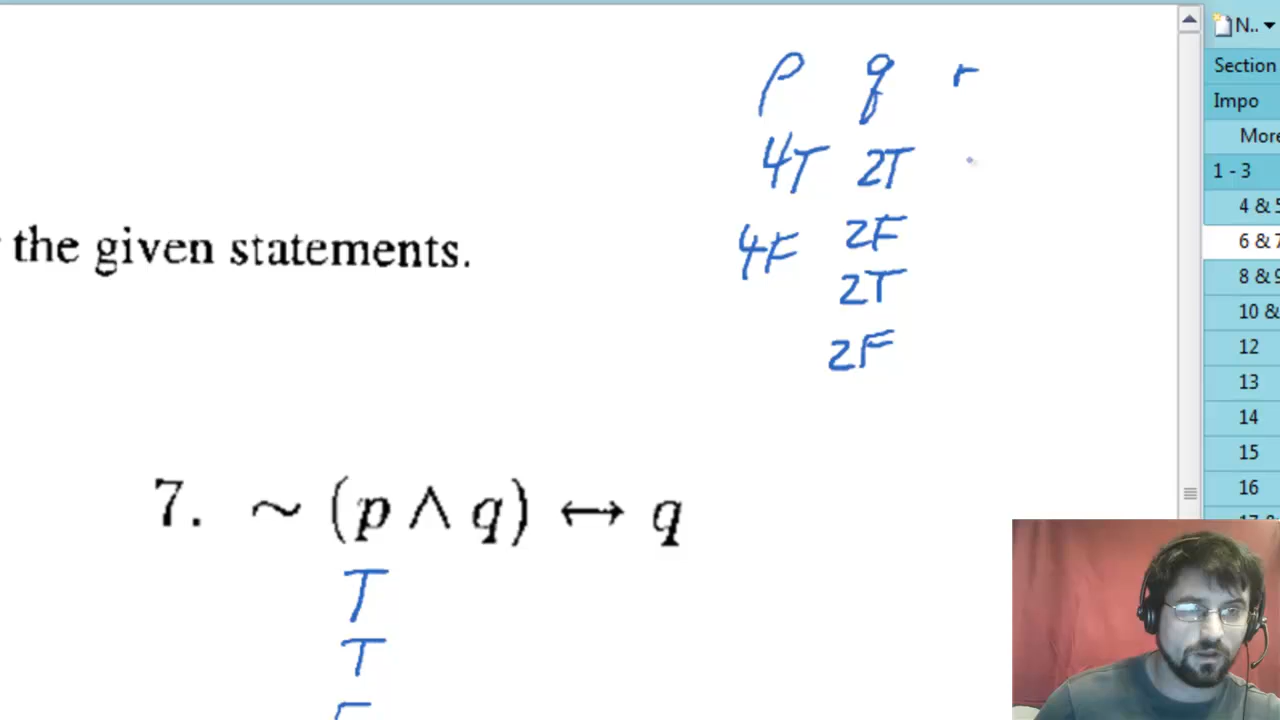 p q r
4T 2T
4F 2F
2T
2F
the given statements.
7. ~ (p ∧ q) ↔ q
T
T
N..
Section
Impo
More
1 - 3
4 & 5
6 & 7
8 & 9
10 &
12
13
14
15
16